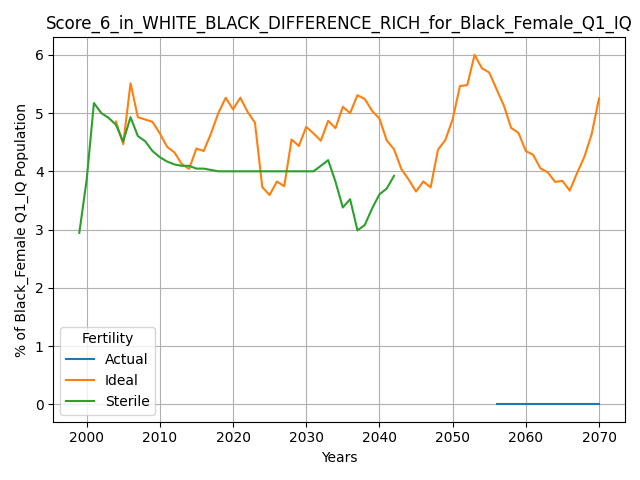 Score_6_in_WHITE_BLACK_DIFFERENCE_RICH_for_Black_Female_Q1_IQ
% of Black_Female Q1_IQ Population
6
5
4
3
2
1
0
Fertility
Actual
Ideal
Sterile
2000 2010 2020 2030 2040 2050 2060 2070
Years